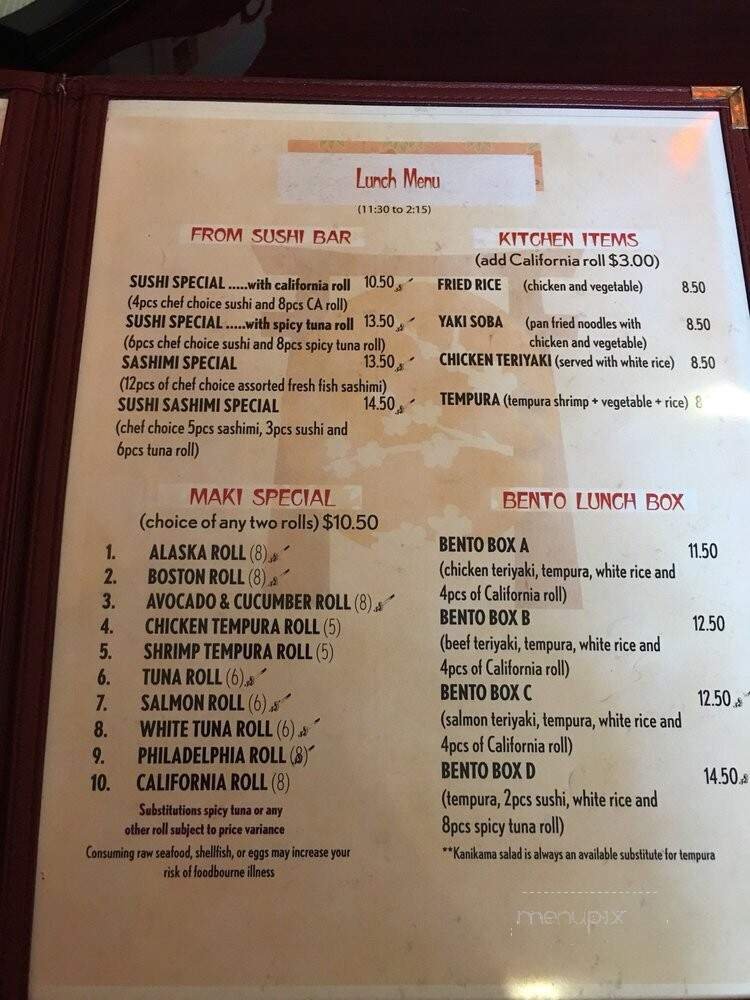 Lunch Menu
(11:30 to 2:15)
FROM SUSHI BAR
SUSHI SPECIAL .....with california roll 10.50
(4pcs chef choice sushi and 8pcs CA roll)
SUSHI SPECIAL .....with spicy tuna roll 13.50
(6pcs chef choice sushi and 8pcs spicy tuna roll)
SASHIMI SPECIAL 13.50
(12pcs of chef choice assorted fresh fish sashimi)
SUSHI SASHIMI SPECIAL 14.50
(chef choice 5pcs sashimi, 3pcs sushi and
6pcs tuna roll)
KITCHEN ITEMS
(add California roll $3.00)
FRIED RICE (chicken and vegetable) 8.50
YAKI SOBA (pan fried noodles with 8.50
chicken and vegetable)
CHICKEN TERIYAKI (served with white rice) 8.50
TEMPURA (tempura shrimp + vegetable + rice) 8
MAKI SPECIAL
(choice of any two rolls) $10.50
1. ALASKA ROLL (8)
2. BOSTON ROLL (8)
3. AVOCADO & CUCUMBER ROLL (8)
4. CHICKEN TEMPURA ROLL (5)
5. SHRIMP TEMPURA ROLL (5)
6. TUNA ROLL (6)
7. SALMON ROLL (6)
8. WHITE TUNA ROLL (6)
9. PHILADELPHIA ROLL (8)
10. CALIFORNIA ROLL (8)
Substitutions spicy tuna or any
other roll subject to price variance
Consuming raw seafood, shellfish, or eggs may increase your
risk of foodbourne illness
BENTO LUNCH BOX
BENTO BOX A 11.50
(chicken teriyaki, tempura, white rice and
4pcs of California roll)
BENTO BOX B 12.50
(beef teriyaki, tempura, white rice and
4pcs of California roll)
BENTO BOX C 12.50
(salmon teriyaki, tempura, white rice and
4pcs of California roll)
BENTO BOX D 14.50
(tempura, 2pcs sushi, white rice and
8pcs spicy tuna roll)
**Kanikama salad is always an available substitute for tempura
menupix